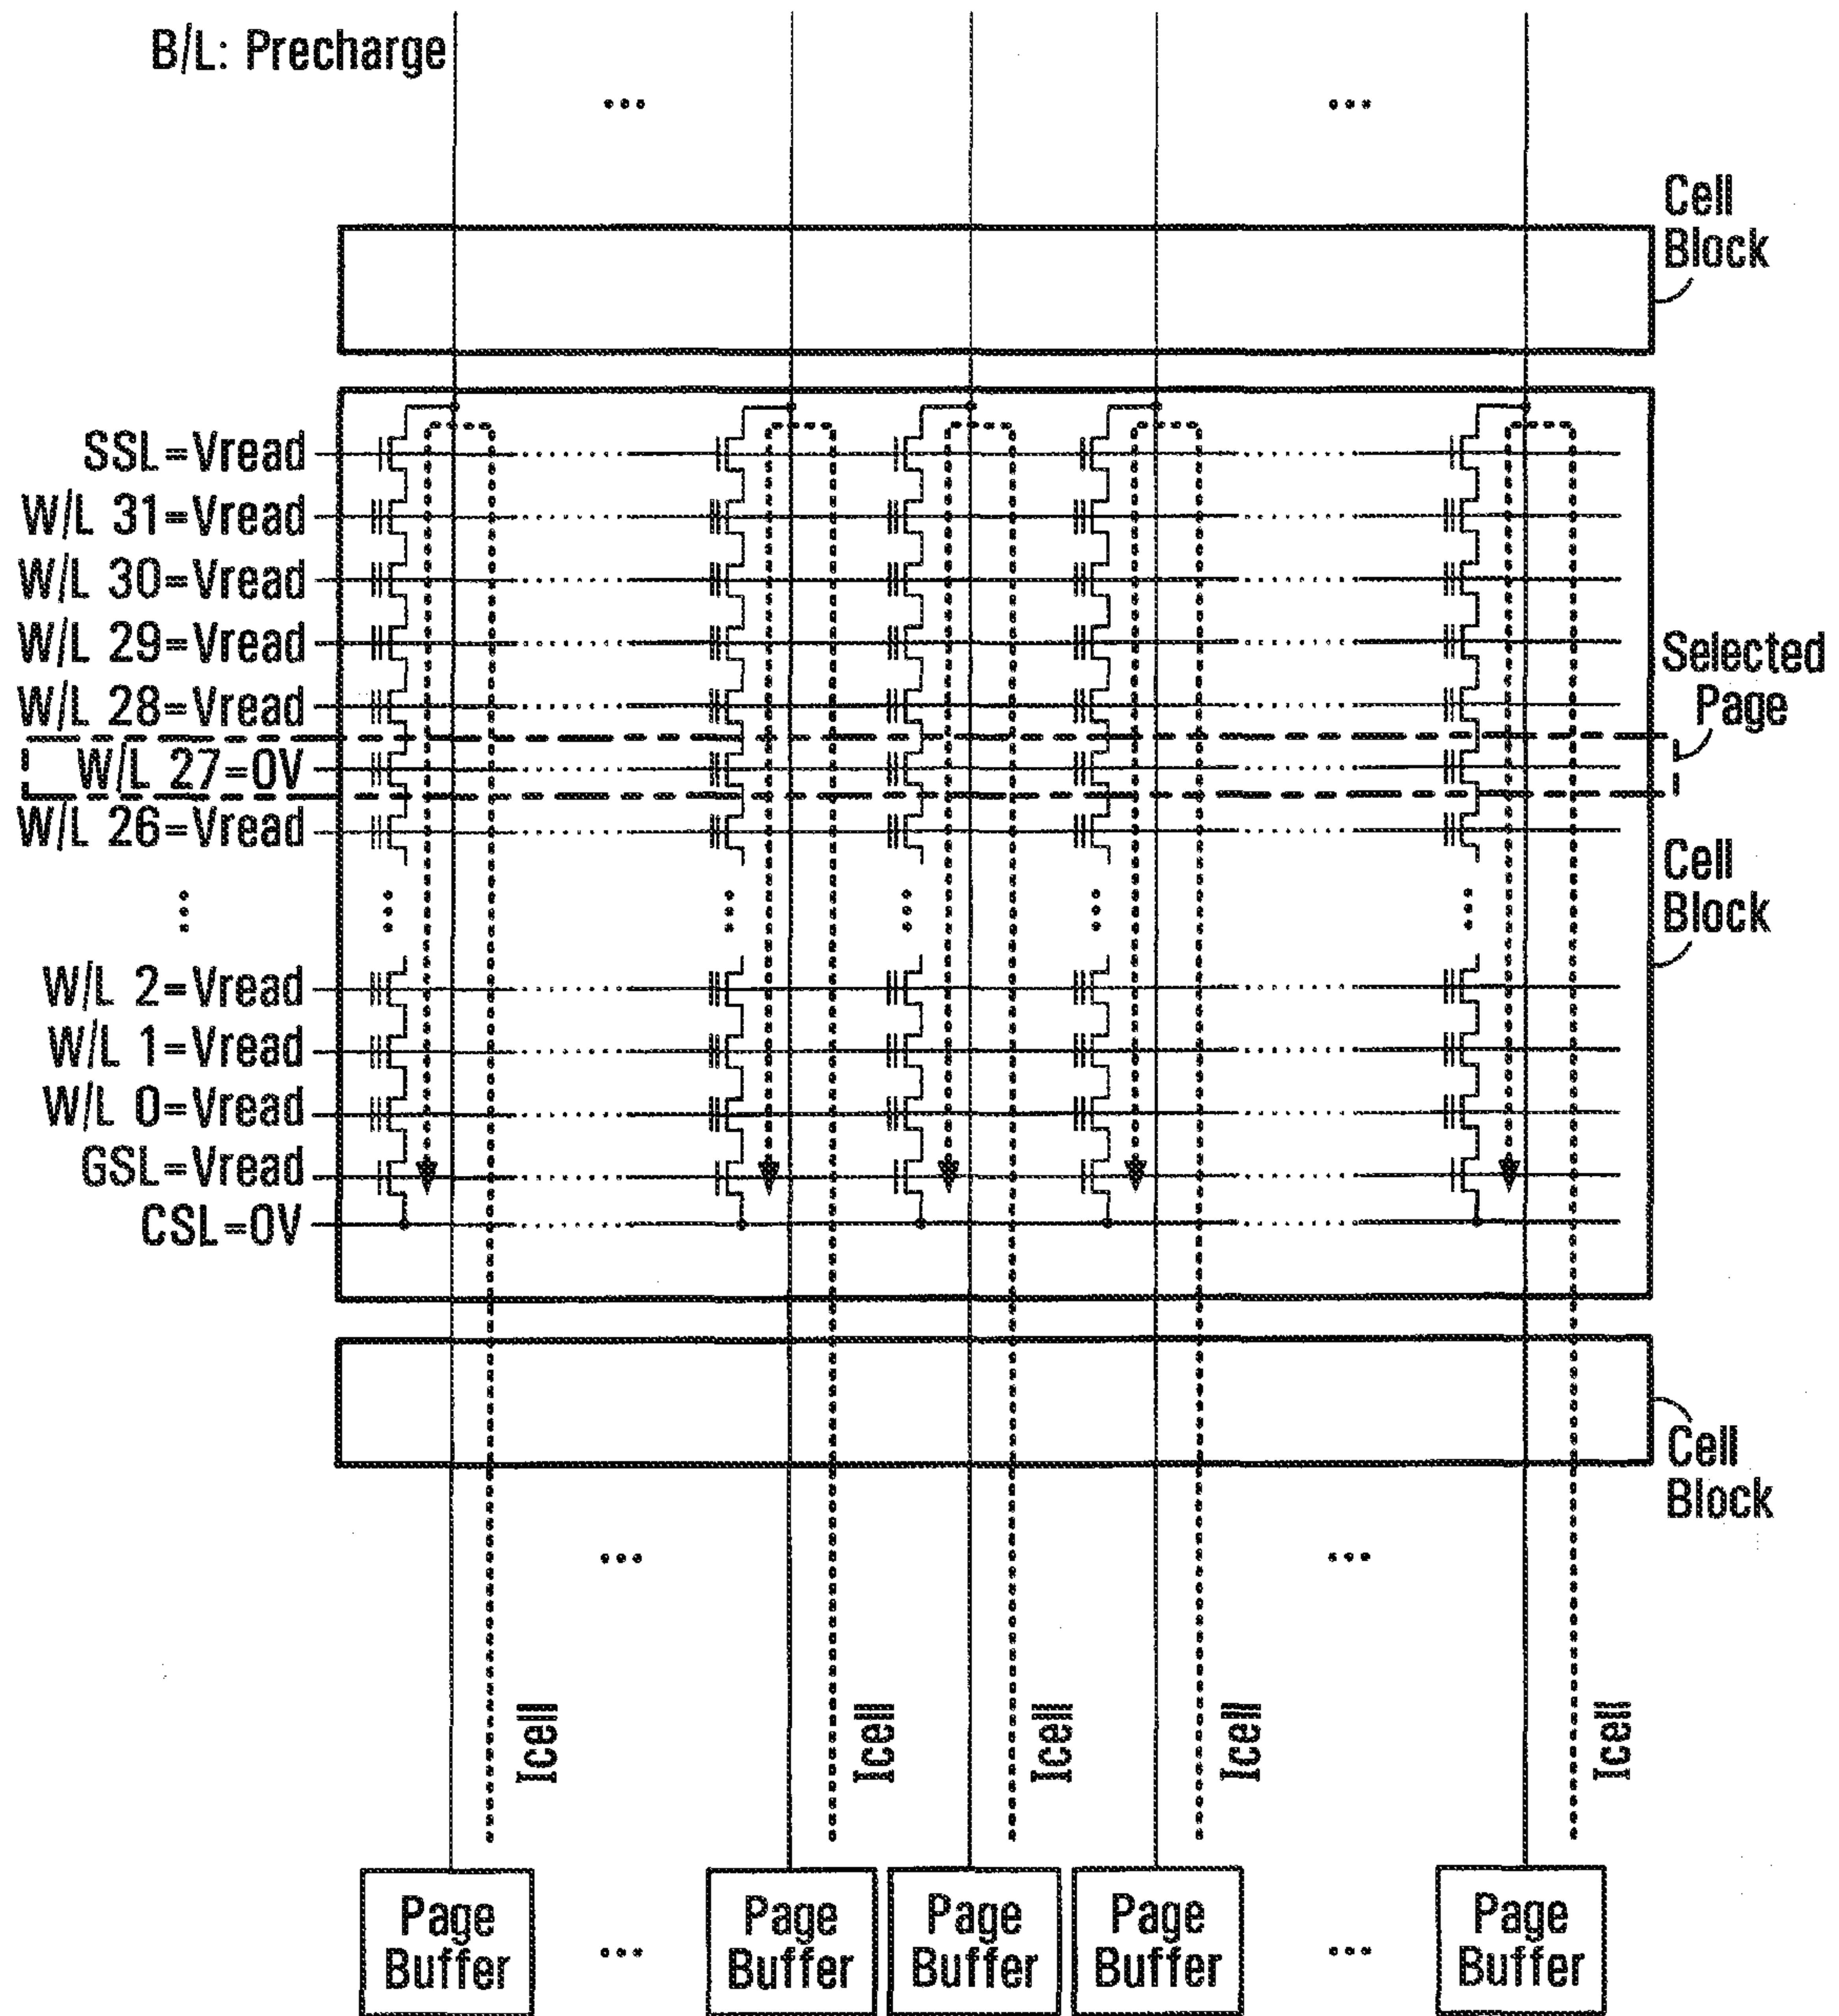 B/L: Precharge
...
...
Cell
Block
SSL=Vread
W/L 31=Vread
W/L 30=Vread
W/L 29=Vread
W/L 28=Vread
W/L 27=0V
W/L 26=Vread
W/L 2=Vread
W/L 1=Vread
W/L 0=Vread
GSL=Vread
CSL=0V
Selected
Page
Cell
Block
Cell
Block
...
...
Icell
Icell
Icell
Icell
Icell
Page
Buffer
...
Page
Buffer
Page
Buffer
Page
Buffer
...
Page
Buffer